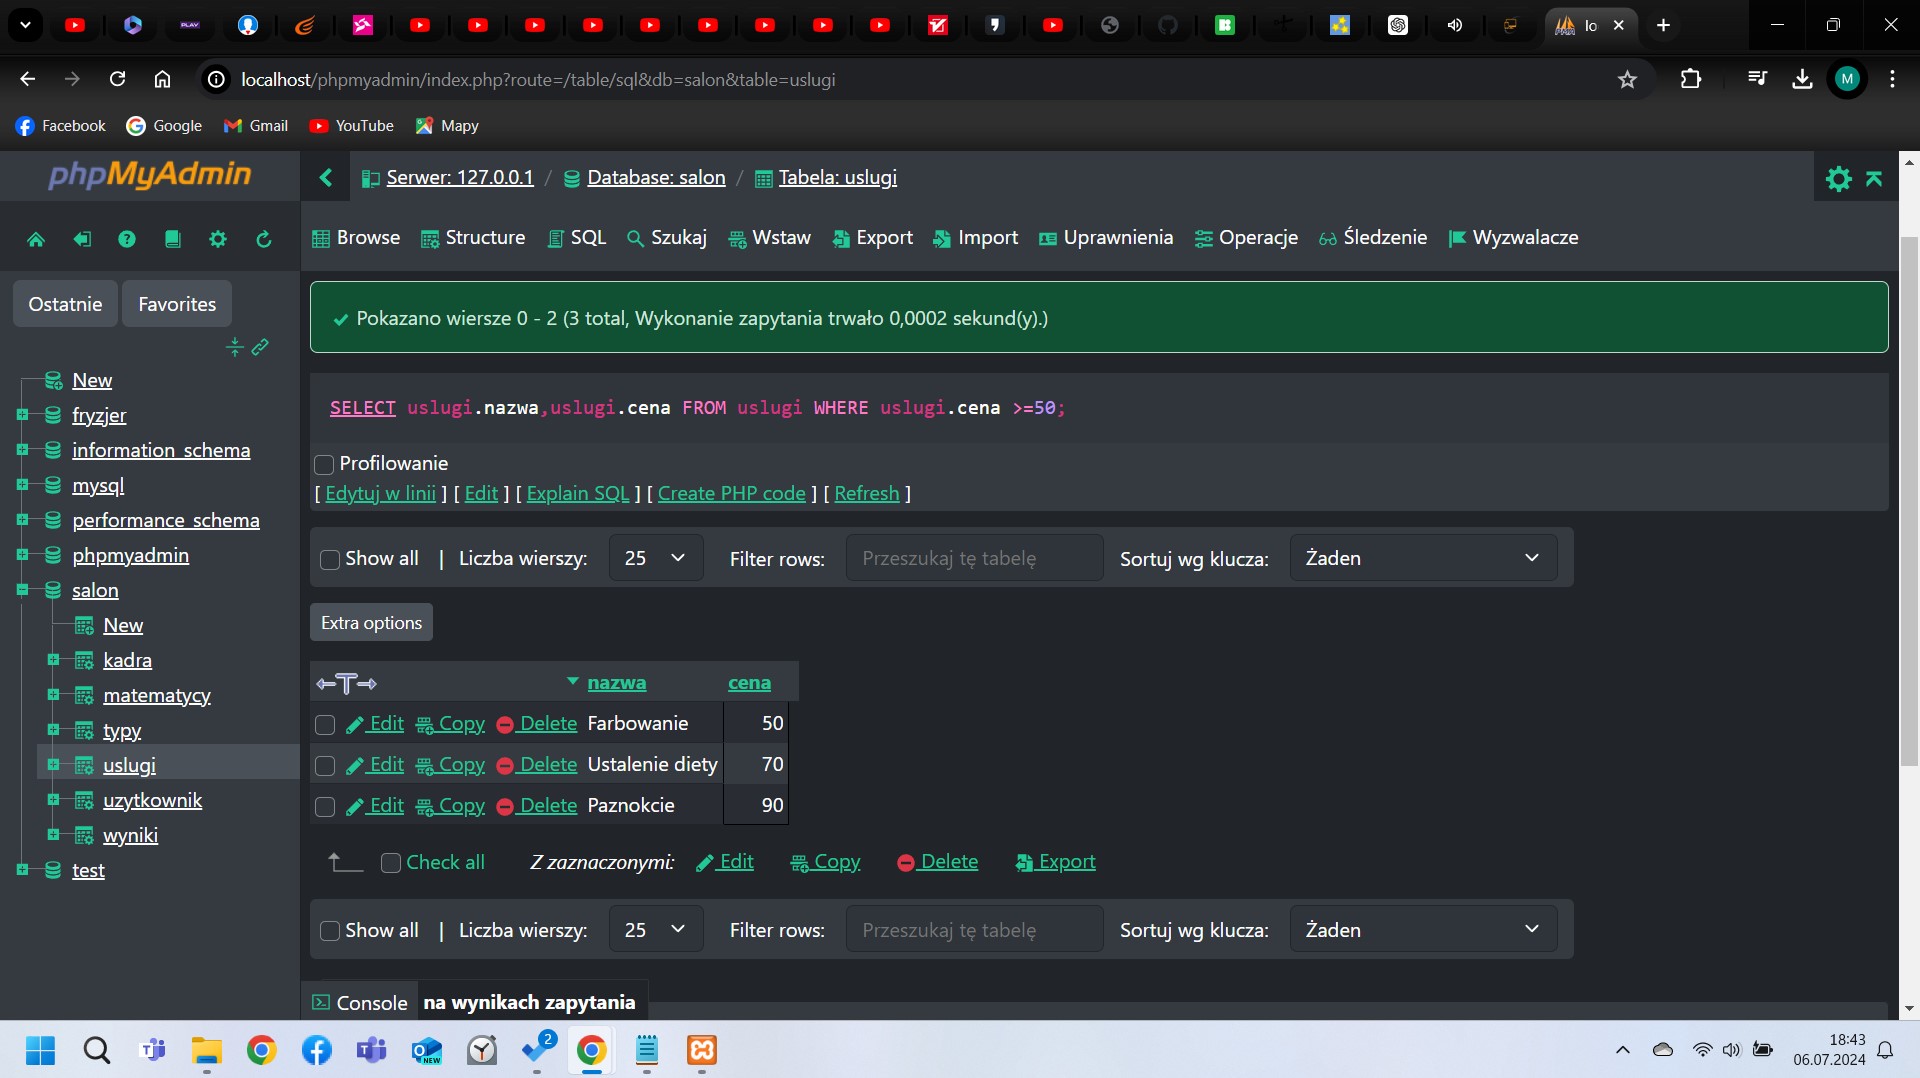 PLAY
lo
localhost/phpmyadmin/index.php?route=/table/sql&db=salon&table=uslugi
M
Facebook Google Gmail YouTube Mapy
phpMyAdmin
Serwer: 127.0.0.1 / Database: salon / Tabela: uslugi
Browse Structure SQL Szukaj Wstaw Export Import Uprawnienia Operacje Śledzenie Wyzwalacze
Ostatnie Favorites
New
fryzjer
information_schema
mysql
performance_schema
phpmyadmin
salon
New
kadra
matematycy
typy
uslugi
uzytkownik
wyniki
test
Pokazano wiersze 0 - 2 (3 total, Wykonanie zapytania trwało 0,0002 sekund(y).)
SELECT uslugi.nazwa,uslugi.cena FROM uslugi WHERE uslugi.cena >=50;
Profilowanie
[ Edytuj w linii ] [ Edit ] [ Explain SQL ] [ Create PHP code ] [ Refresh ]
Show all | Liczba wierszy: 25 Filter rows: Przeszukaj tę tabelę Sortuj wg klucza: Żaden
Extra options
←T→ nazwa cena
Edit Copy Delete Farbowanie 50
Edit Copy Delete Ustalenie diety 70
Edit Copy Delete Paznokcie 90
Check all Z zaznaczonymi: Edit Copy Delete Export
Show all | Liczba wierszy: 25 Filter rows: Przeszukaj tę tabelę Sortuj wg klucza: Żaden
Console na wynikach zapytania
NEW
2
18:43
06.07.2024